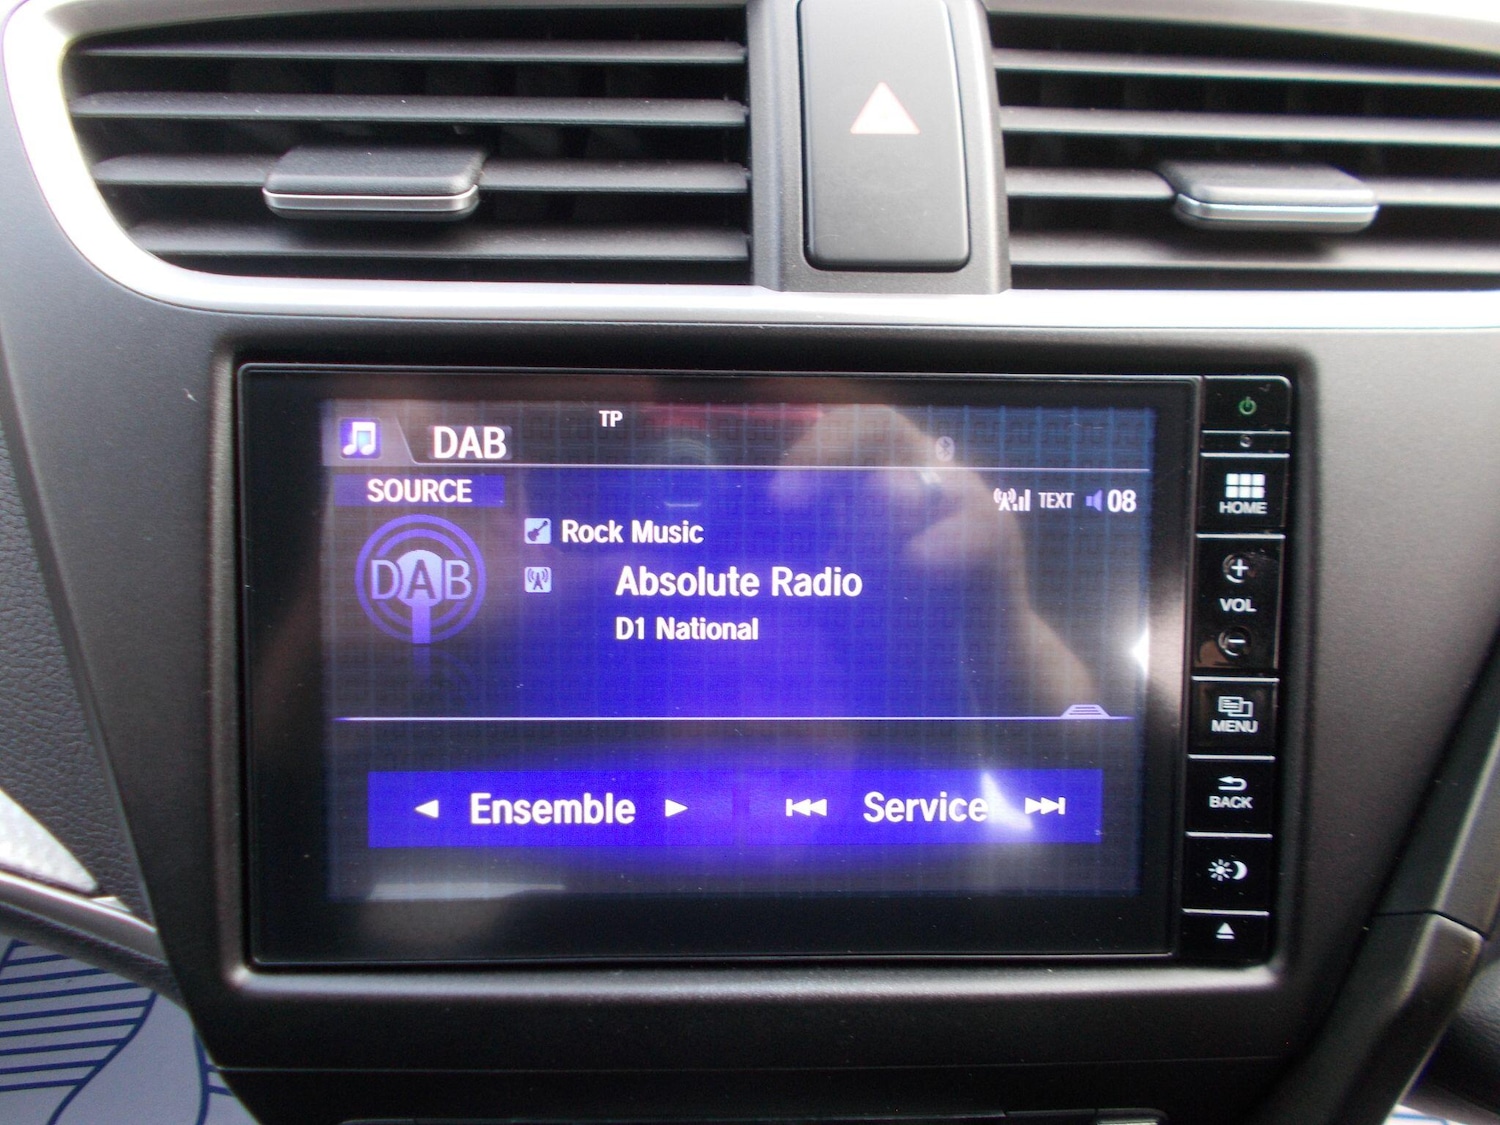 TP
DAB
SOURCE
TEXT 08
DAB
Rock Music
Absolute Radio
D1 National
Ensemble
Service
HOME
VOL
MENU
BACK